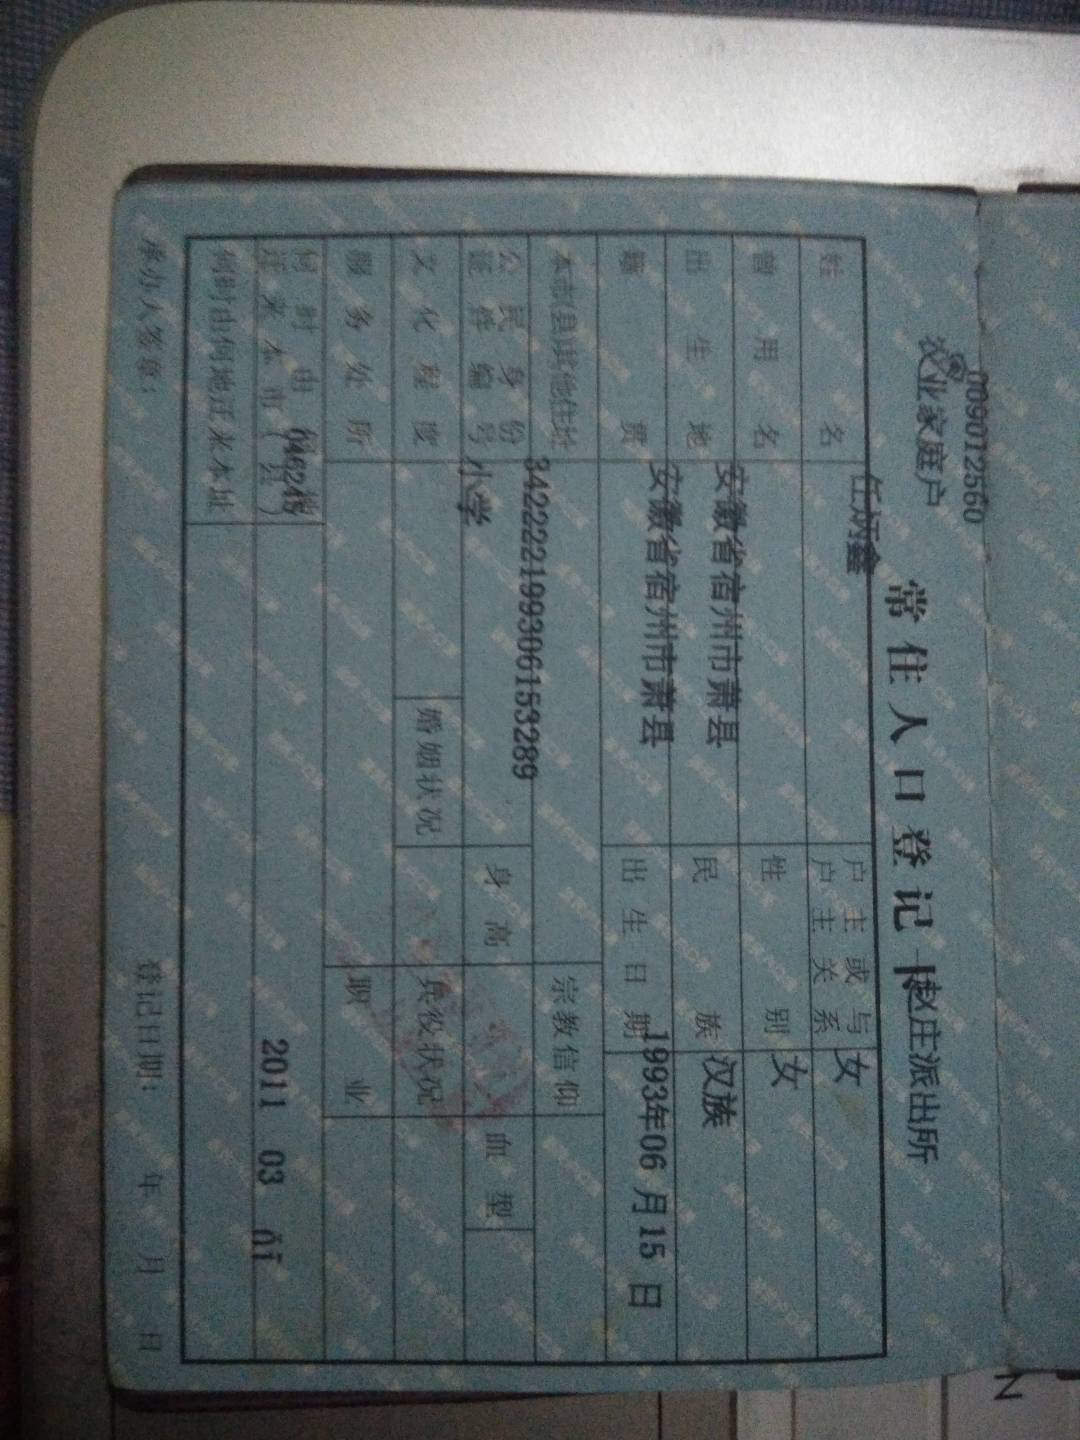 009012560
农业家庭户
常住人口登记卡
赵庄派出所
姓名 任炳鑫 户主或与户主关系 女
曾用名 性别 女
出生地 安徽省宿州市萧县 民族 汉族
籍贯 安徽省宿州市萧县 出生日期 1993年06月15日
本市县其他住址 宗教信仰
公民身份证件编号 342222199306153289 身高 血型
文化程度 小学 婚姻状况 兵役状况
服务处所 职业
何时由何地迁来本市(县) 2011 03
何时由何地迁来本址
承办人签章: 登记日期: 年 月 日
N